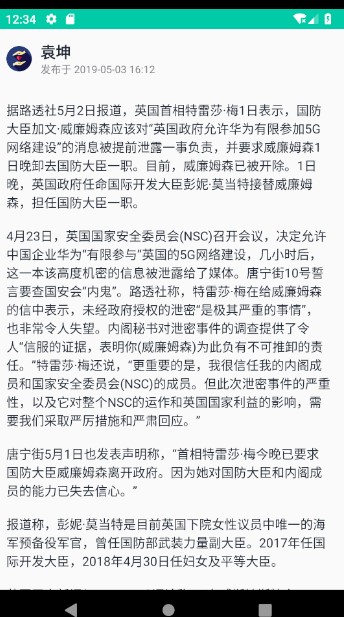 12:34
袁坤
发布于 2019-05-03 16:12
据路透社5月2日报道，英国首相特雷莎·梅1日表示，国防
大臣加文·威廉姆森应该对“英国政府允许华为有限参加5G
网络建设”的消息被提前泄露一事负责，并要求威廉姆森1
日晚卸去国防大臣一职。目前，威廉姆森已被开除。1日
晚，英国政府任命国际开发大臣彭妮·莫当特接替威廉姆
森，担任国防大臣一职。
4月23日，英国国家安全委员会(NSC)召开会议，决定允许
中国企业华为“有限参与”英国的5G网络建设，几小时后，
这一本该高度机密的信息被泄露给了媒体。唐宁街10号誓
言要查国安会“内鬼”。路透社称，特雷莎·梅在给威廉姆森
的信中表示，未经政府授权的泄密“是极其严重的事情”，
也非常令人失望。内阁秘书对泄密事件的调查提供了令
人“信服的证据，表明你(威廉姆森)为此负有不可推卸的责
任。“特雷莎·梅还说，“更重要的是，我很信任我的内阁成
员和国家安全委员会(NSC)的成员。但此次泄密事件的严重
性，以及它对整个NSC的运作和英国国家利益的影响，需
要我们采取严厉措施和严肃回应。”
唐宁街5月1日也发表声明称，“首相特雷莎·梅今晚已要求
国防大臣威廉姆森离开政府。因为她对国防大臣和内阁成
员的能力已失去信心。”
报道称，彭妮·莫当特是目前英国下院女性议员中唯一的海
军预备役军官，曾任国防部武装力量副大臣。2017年任国
际开发大臣，2018年4月30日任妇女及平等大臣。